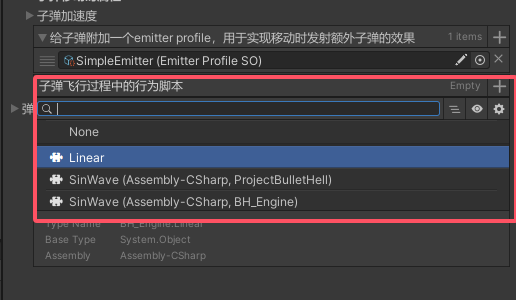 子弹加速度
给子弹附加一个emitter profile，用于实现移动时发射额外子弹的效果 1 items
SimpleEmitter (Emitter Profile SO)
子弹飞行过程中的行为脚本 Empty
弹
None
Linear
SinWave (Assembly-CSharp, ProjectBulletHell)
SinWave (Assembly-CSharp, BH_Engine)
Type Name BH_Engine.Linear
Base Type System.Object
Assembly Assembly-CSharp